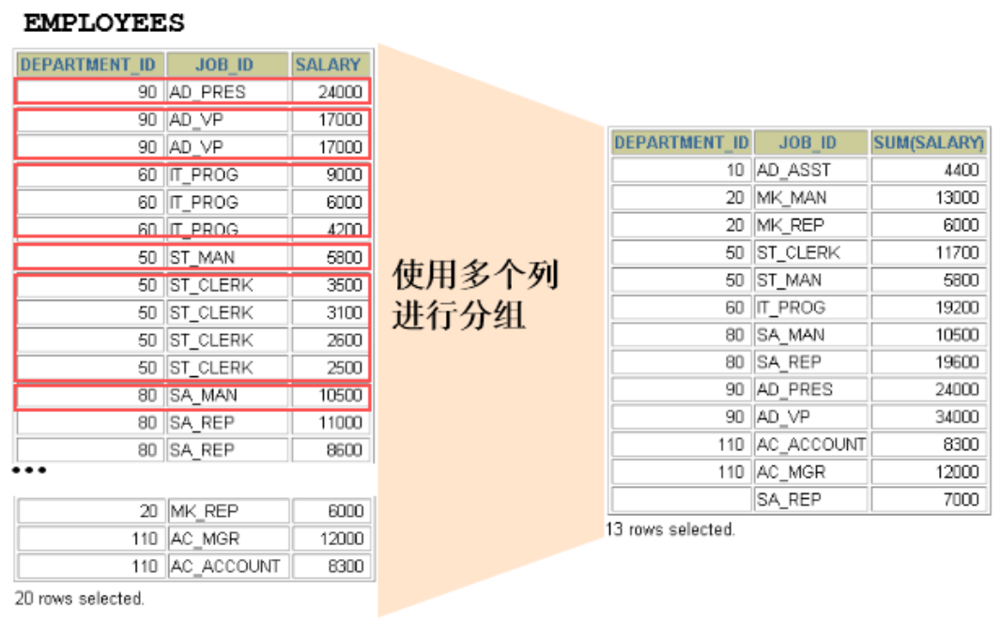 EMPLOYEES
DEPARTMENT_ID JOB_ID SALARY
90 AD_PRES 24000
90 AD_VP 17000
90 AD_VP 17000
60 IT_PROG 9000
60 IT_PROG 6000
60 IT_PROG 4200
50 ST_MAN 5800
50 ST_CLERK 3500
50 ST_CLERK 3100
50 ST_CLERK 2600
50 ST_CLERK 2500
80 SA_MAN 10500
80 SA_REP 11000
80 SA_REP 8600
•••
20 MK_REP 6000
110 AC_MGR 12000
110 AC_ACCOUNT 8300
20 rows selected.
使用多个列
进行分组
DEPARTMENT_ID JOB_ID SUM(SALARY)
10 AD_ASST 4400
20 MK_MAN 13000
20 MK_REP 6000
50 ST_CLERK 11700
50 ST_MAN 5800
60 IT_PROG 19200
80 SA_MAN 10500
80 SA_REP 19600
90 AD_PRES 24000
90 AD_VP 34000
110 AC_ACCOUNT 8300
110 AC_MGR 12000
SA_REP 7000
13 rows selected.